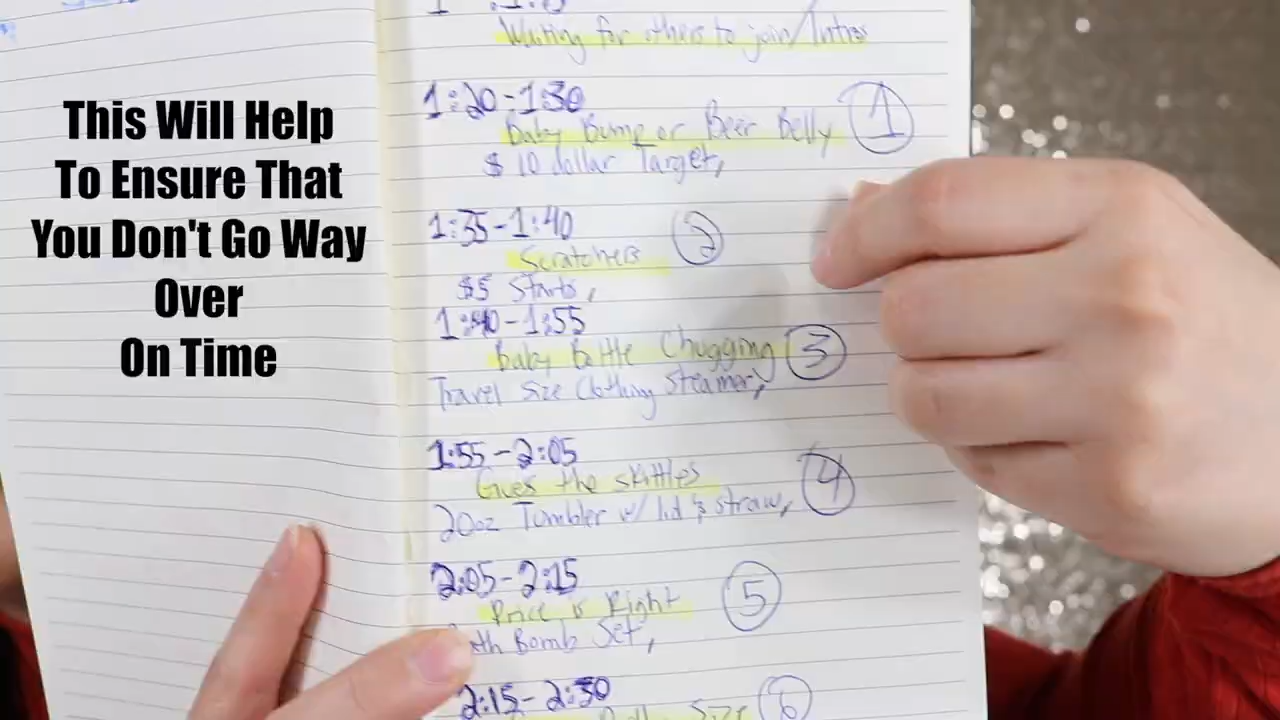 This Will Help
To Ensure That
You Don't Go Way
Over
On Time
Waiting for others to join/Intros
1:20-1:30
Baby Bump or Beer Belly 1
$ 10 dollar Target,
1:35-1:40
Scratchers 2
$5 Starb,
1:40-1:55
Baby Bottle Chugging 3
Travel Size Clothing Steamer,
1:55-2:05
Gues the skittles 4
20oz Tumbler w/ lid & straw,
2:05-2:15
Price is Right 5
th Bomb Set,
2:15-2:30
Size 6